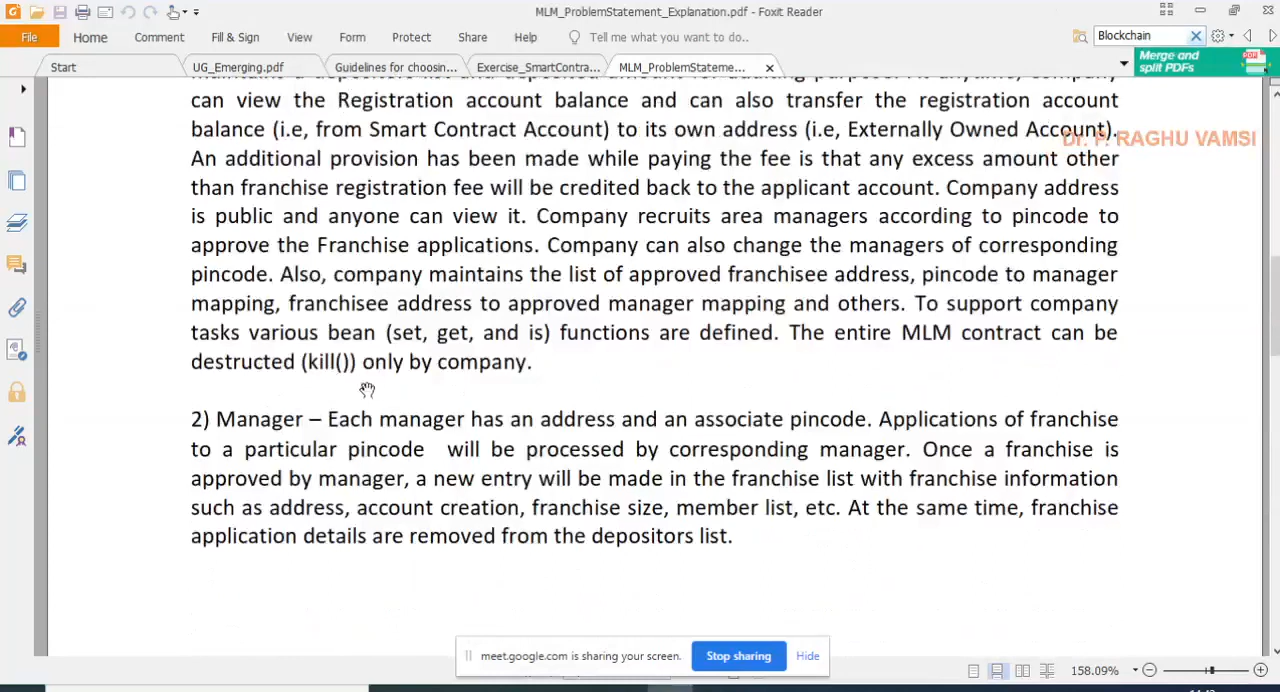 MLM_ProblemStatement_Explanation.pdf - Foxit Reader
File Home Comment Fill & Sign View Form Protect Share Help Tell me what you want to do.. Blockchain
Start UG_Emerging.pdf Guidelines for choosin... Exercise_SmartContra... MLM_ProblemStateme... Merge and
split PDFs
can view the Registration account balance and can also transfer the registration account
balance (i.e, from Smart Contract Account) to its own address (i.e, Externally Owned Account).
Dr. P. RAGHU VAMSI
An additional provision has been made while paying the fee is that any excess amount other
than franchise registration fee will be credited back to the applicant account. Company address
is public and anyone can view it. Company recruits area managers according to pincode to
approve the Franchise applications. Company can also change the managers of corresponding
pincode. Also, company maintains the list of approved franchisee address, pincode to manager
mapping, franchisee address to approved manager mapping and others. To support company
tasks various bean (set, get, and is) functions are defined. The entire MLM contract can be
destructed (kill()) only by company.
2) Manager – Each manager has an address and an associate pincode. Applications of franchise
to a particular pincode will be processed by corresponding manager. Once a franchise is
approved by manager, a new entry will be made in the franchise list with franchise information
such as address, account creation, franchise size, member list, etc. At the same time, franchise
application details are removed from the depositors list.
meet.google.com is sharing your screen. Stop sharing Hide
158.09%